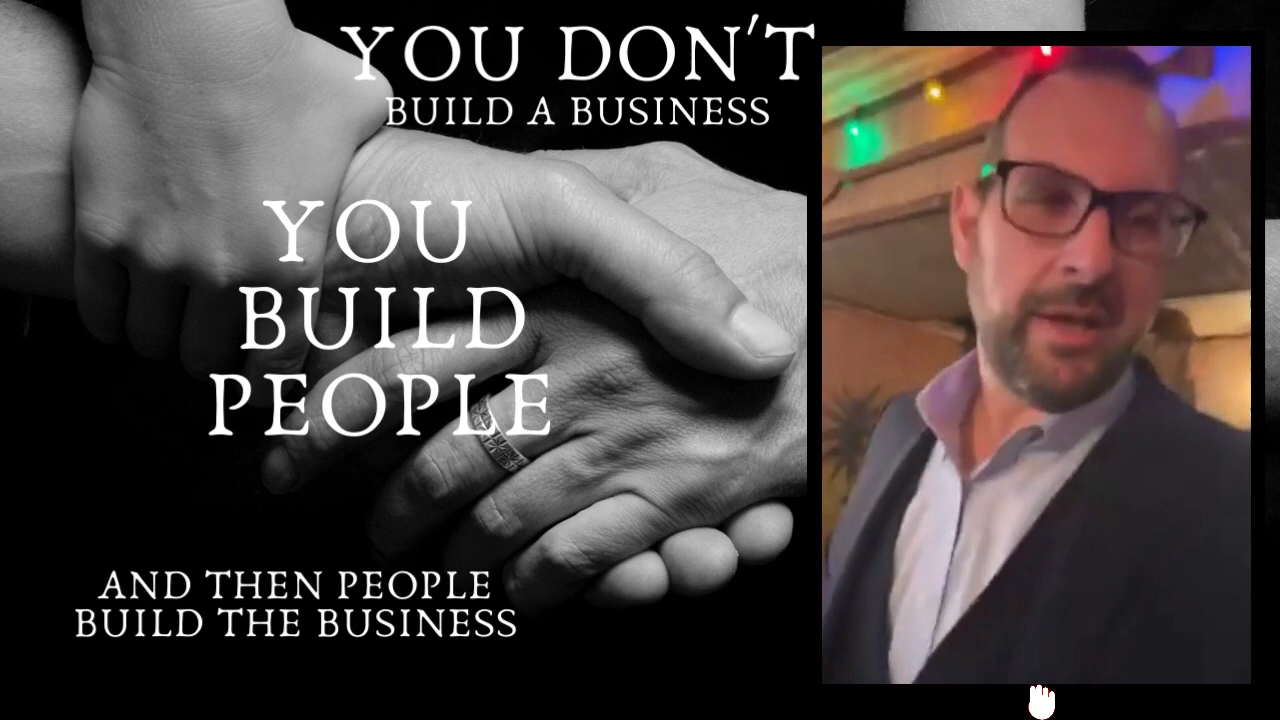 YOU DON'T
BUILD A BUSINESS
YOU
BUILD
PEOPLE
AND THEN PEOPLE
BUILD THE BUSINESS